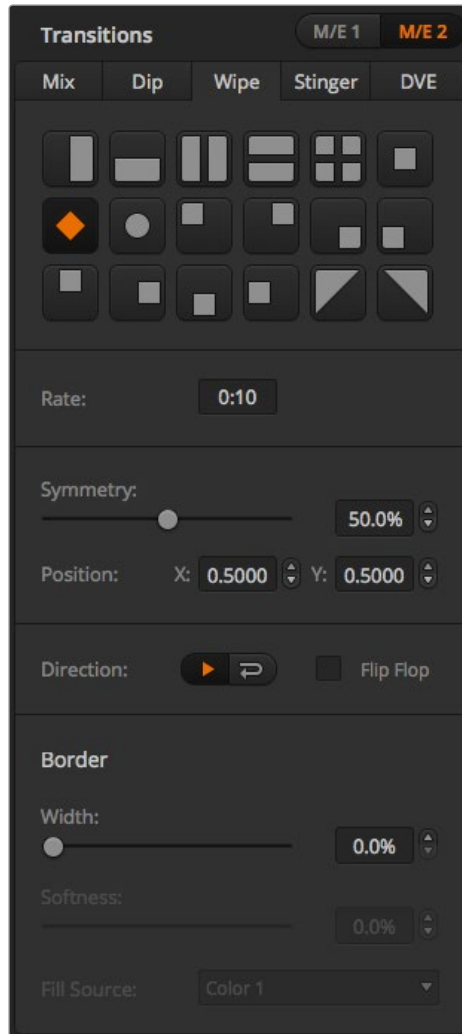 Transitions M/E 1 M/E 2
Mix Dip Wipe Stinger DVE
Rate: 0:10
Symmetry:
50.0%
Position: X: 0.5000 Y: 0.5000
Direction: Flip Flop
Border
Width:
0.0%
Softness:
0.0%
Fill Source: Color 1